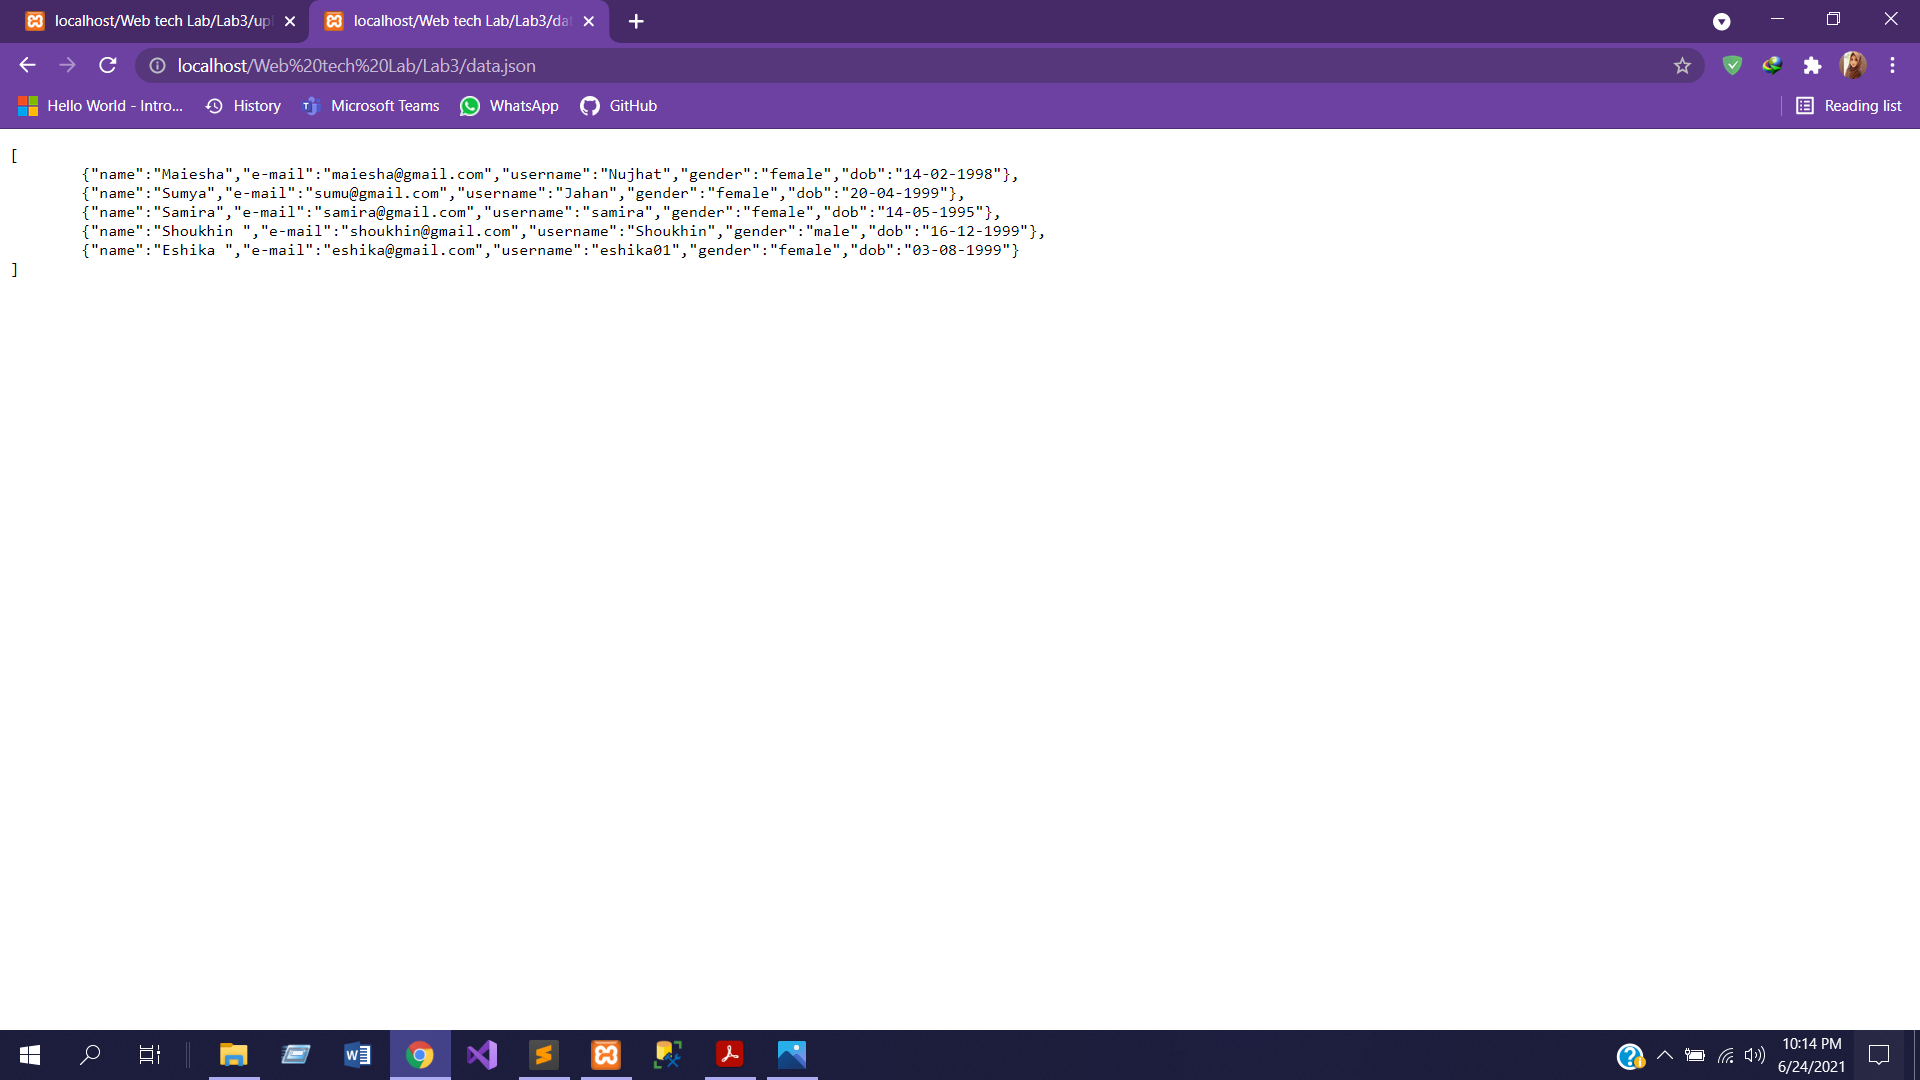 localhost/Web tech Lab/Lab3/upl
localhost/Web tech Lab/Lab3/dat
localhost/Web%20tech%20Lab/Lab3/data.json
Hello World - Intro... History Microsoft Teams WhatsApp GitHub Reading list
[
{"name":"Maiesha","e-mail":"maiesha@gmail.com","username":"Nujhat","gender":"female","dob":"14-02-1998"},
{"name":"Sumya","e-mail":"sumu@gmail.com","username":"Jahan","gender":"female","dob":"20-04-1999"},
{"name":"Samira","e-mail":"samira@gmail.com","username":"samira","gender":"female","dob":"14-05-1995"},
{"name":"Shoukhin ","e-mail":"shoukhin@gmail.com","username":"Shoukhin","gender":"male","dob":"16-12-1999"},
{"name":"Eshika ","e-mail":"eshika@gmail.com","username":"eshika01","gender":"female","dob":"03-08-1999"}
]
10:14 PM
6/24/2021